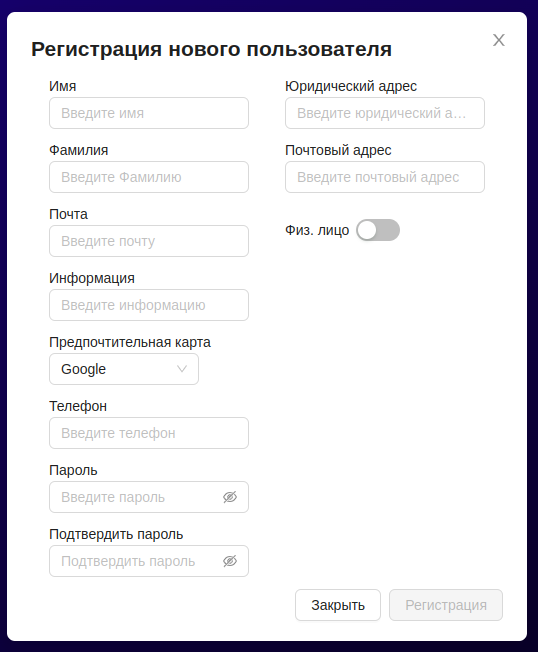 Регистрация нового пользователя
Имя
Введите имя
Фамилия
Введите Фамилию
Почта
Введите почту
Информация
Введите информацию
Предпочтительная карта
Google
Телефон
Введите телефон
Пароль
Введите пароль
Подтвердить пароль
Подтвердить пароль
Юридический адрес
Введите юридический а...
Почтовый адрес
Введите почтовый адрес
Физ. лицо
Закрыть
Регистрация